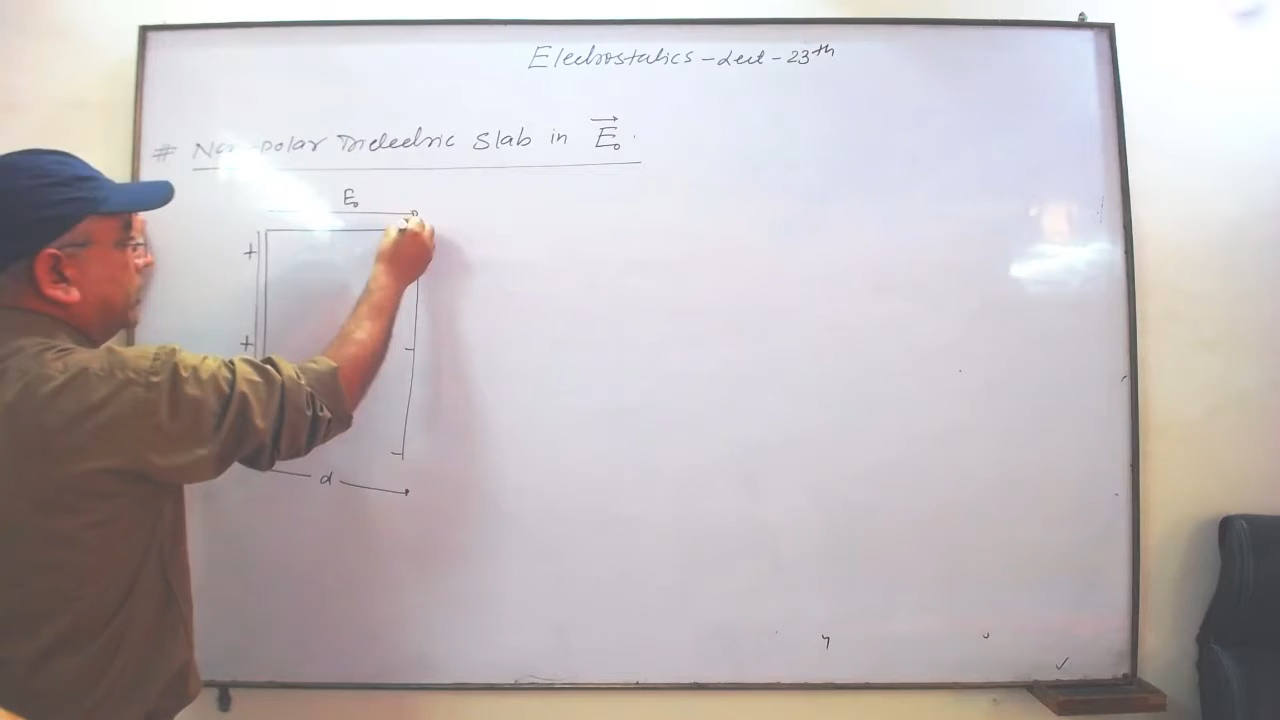 Electrostatics - Lect - 23th
# Non-polar Dielectric Slab in E₀.
E₀
+
+
d